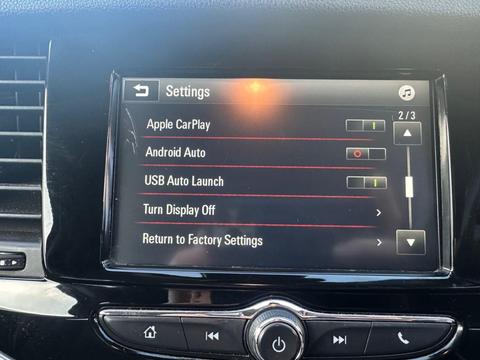 Settings
2/3
Apple CarPlay
Android Auto
USB Auto Launch
Turn Display Off
Return to Factory Settings